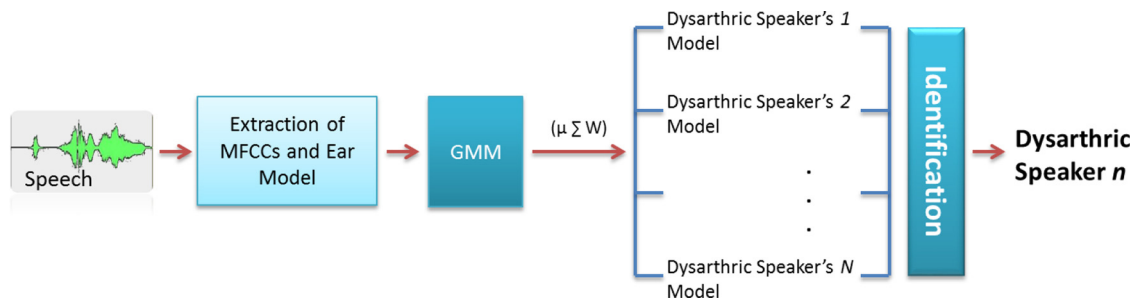 Speech
Extraction of
MFCCs and Ear
Model
GMM
(μ ∑ W)
Dysarthric Speaker's 1
Model
Dysarthric Speaker's 2
Model
.
.
.
Dysarthric Speaker's N
Model
Identification
Dysarthric
Speaker n